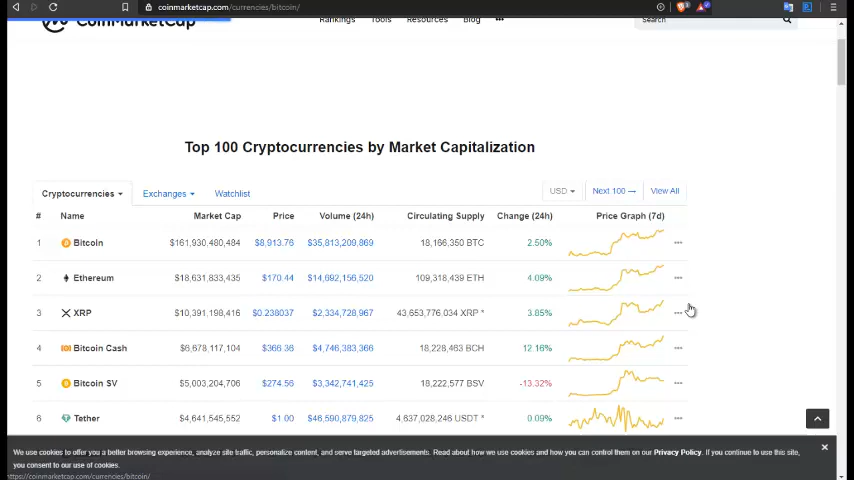 coinmarketcap.com/currencies/bitcoin/
CoinMarketCap
Rankings Tools Resources Blog •••
Search
Top 100 Cryptocurrencies by Market Capitalization
Cryptocurrencies Exchanges Watchlist USD Next 100 → View All
# Name Market Cap Price Volume (24h) Circulating Supply Change (24h) Price Graph (7d)
1 Bitcoin $161,930,480,484 $8,913.76 $35,813,209,869 18,166,350 BTC 2.50%
2 Ethereum $18,631,833,435 $170.44 $14,692,156,520 109,318,439 ETH 4.09%
3 XRP $10,391,198,416 $0.238037 $2,334,728,967 43,653,776,034 XRP * 3.85%
4 Bitcoin Cash $6,678,117,104 $366.36 $4,746,383,366 18,228,463 BCH 12.16%
5 Bitcoin SV $5,003,204,706 $274.56 $3,342,741,425 18,222,577 BSV -13.32%
6 Tether $4,641,545,552 $1.00 $46,590,879,825 4,637,028,246 USDT * 0.09%
We use cookies to offer you a better browsing experience, analyze site traffic, personalize content, and serve targeted advertisements. Read about how we use cookies and how you can control them on our Privacy Policy. If you continue to use this site,
you consent to our use of cookies.
https://coinmarketcap.com/currencies/bitcoin/